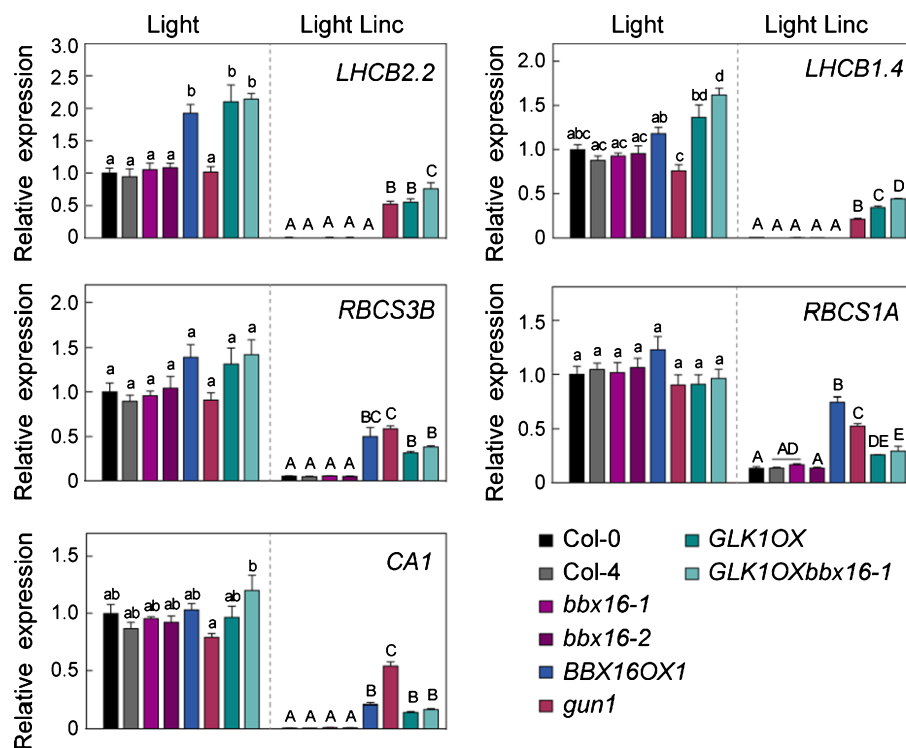 Light Light Linc
Relative expression
3.0
2.5
2.0
1.0
0.5
0
LHCB2.2
a a a a b a b b
A A A A A B B C
Light Light Linc
Relative expression
2.0
1.5
1.0
0.5
0
LHCB1.4
abc ac ac ac ab c bd d
A A A A A B C D
Relative expression
2.0
1.5
1.0
0.5
0
RBCS3B
a a a a a a a a
A A A A BC C B B
Relative expression
1.5
1.0
0.5
0
RBCS1A
a a a a a a a a
A AD A B C DE E
Relative expression
1.5
1.0
0.5
0
CA1
ab ab ab ab ab a ab b
A A A A B C B B
Col-0
Col-4
bbx16-1
bbx16-2
BBX16OX1
gun1
GLK1OX
GLK1OXbbx16-1